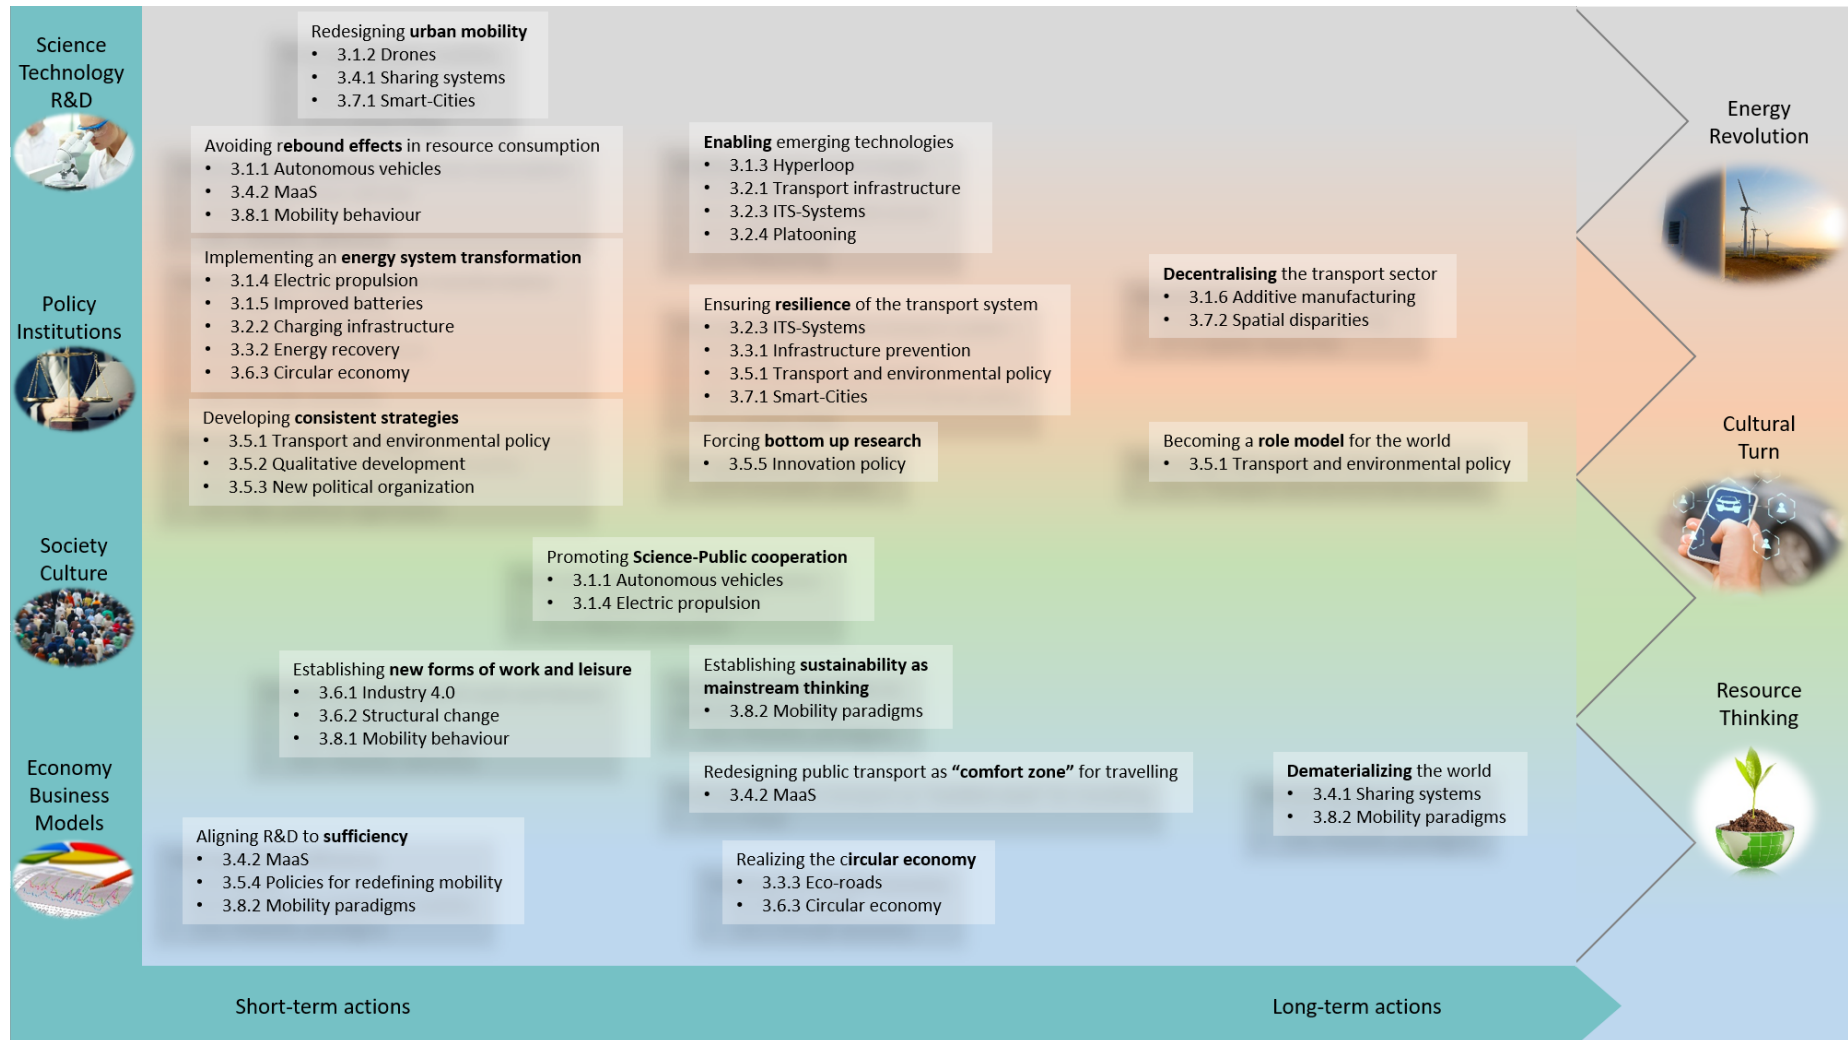 Science
Technology
R&D
Policy
Institutions
Society
Culture
Economy
Business
Models
Redesigning urban mobility
• 3.1.2 Drones
• 3.4.1 Sharing systems
• 3.7.1 Smart-Cities
Avoiding rebound effects in resource consumption
• 3.1.1 Autonomous vehicles
• 3.4.2 MaaS
• 3.8.1 Mobility behaviour
Implementing an energy system transformation
• 3.1.4 Electric propulsion
• 3.1.5 Improved batteries
• 3.2.2 Charging infrastructure
• 3.3.2 Energy recovery
• 3.6.3 Circular economy
Developing consistent strategies
• 3.5.1 Transport and environmental policy
• 3.5.2 Qualitative development
• 3.5.3 New political organization
Enabling emerging technologies
• 3.1.3 Hyperloop
• 3.2.1 Transport infrastructure
• 3.2.3 ITS-Systems
• 3.2.4 Platooning
Ensuring resilience of the transport system
• 3.2.3 ITS-Systems
• 3.3.1 Infrastructure prevention
• 3.5.1 Transport and environmental policy
• 3.7.1 Smart-Cities
Forcing bottom up research
• 3.5.5 Innovation policy
Decentralising the transport sector
• 3.1.6 Additive manufacturing
• 3.7.2 Spatial disparities
Becoming a role model for the world
• 3.5.1 Transport and environmental policy
Promoting Science-Public cooperation
• 3.1.1 Autonomous vehicles
• 3.1.4 Electric propulsion
Establishing new forms of work and leisure
• 3.6.1 Industry 4.0
• 3.6.2 Structural change
• 3.8.1 Mobility behaviour
Establishing sustainability as
mainstream thinking
• 3.8.2 Mobility paradigms
Redesigning public transport as “comfort zone” for travelling
• 3.4.2 MaaS
Dematerializing the world
• 3.4.1 Sharing systems
• 3.8.2 Mobility paradigms
Aligning R&D to sufficiency
• 3.4.2 MaaS
• 3.5.4 Policies for redefining mobility
• 3.8.2 Mobility paradigms
Realizing the circular economy
• 3.3.3 Eco-roads
• 3.6.3 Circular economy
Energy
Revolution
Cultural
Turn
Resource
Thinking
Short-term actions
Long-term actions